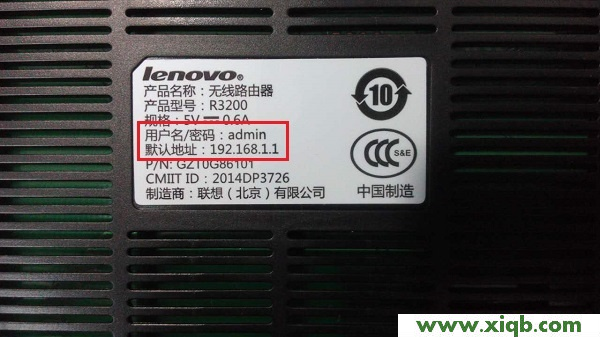 lenovo®
产品名称：无线路由器
产品型号：R3200
规格：5V⎓0.6A
用户名/密码：admin
默认地址：192.168.1.1
P/N: GZT0G86101
CMIIT ID：2014DP3726
制造商：联想（北京）有限公司
10
CCC S&E
中国制造
www.xiqb.com